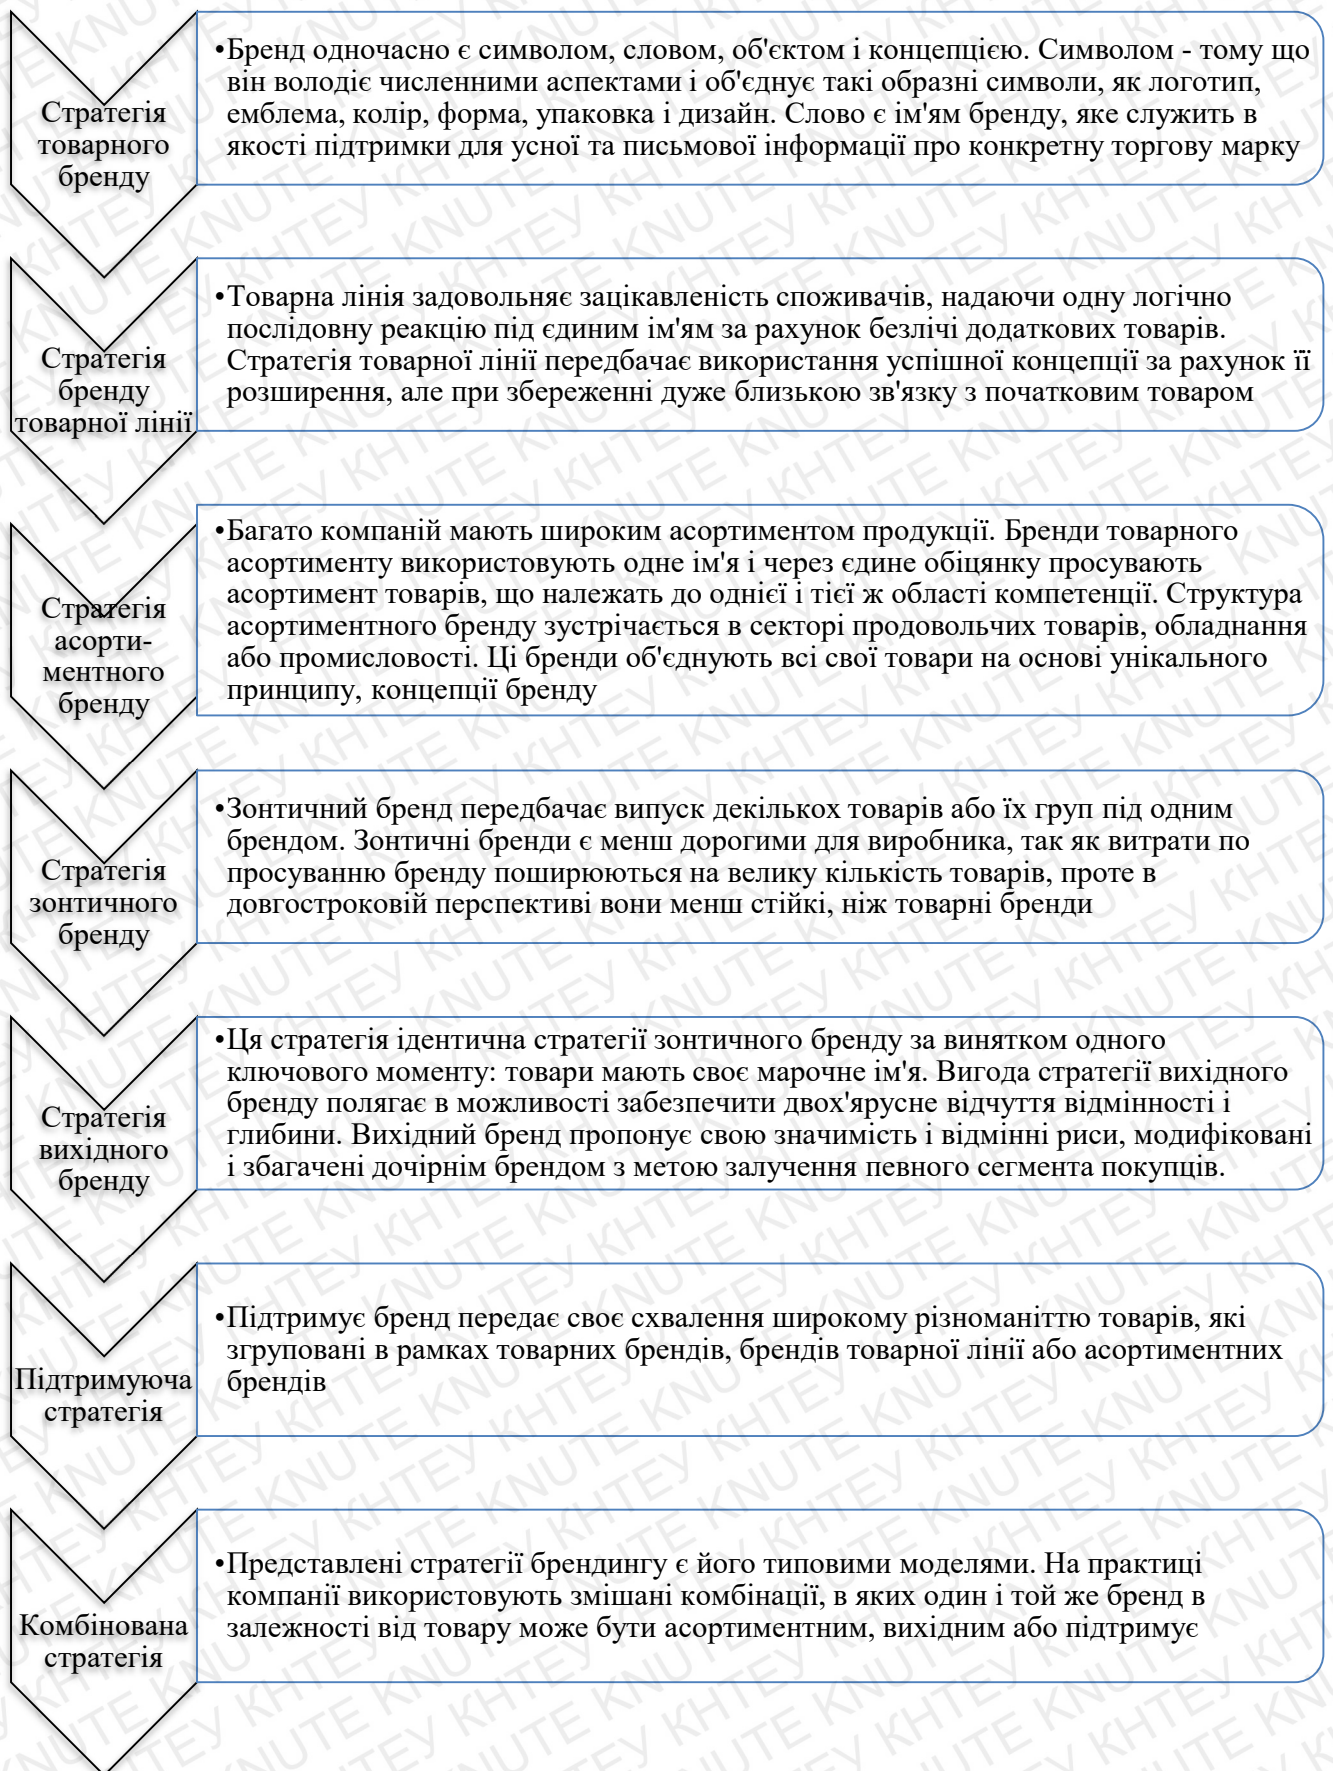 Стратегія
товарного
бренду
•Бренд одночасно є символом, словом, об'єктом і концепцією. Символом - тому що
він володіє численними аспектами і об'єднує такі образні символи, як логотип,
емблема, колір, форма, упаковка і дизайн. Слово є ім'ям бренду, яке служить в
якості підтримки для усної та письмової інформації про конкретну торгову марку
Стратегія
бренду
товарної лінії
•Товарна лінія задовольняє зацікавленість споживачів, надаючи одну логічно
послідовну реакцію під єдиним ім'ям за рахунок безлічі додаткових товарів.
Стратегія товарної лінії передбачає використання успішної концепції за рахунок її
розширення, але при збереженні дуже близькою зв'язку з початковим товаром
Стратегія
асорти-
ментного
бренду
•Багато компаній мають широким асортиментом продукції. Бренди товарного
асортименту використовують одне ім'я і через єдине обіцянку просувають
асортимент товарів, що належать до однієї і тієї ж області компетенції. Структура
асортиментного бренду зустрічається в секторі продовольчих товарів, обладнання
або промисловості. Ці бренди об'єднують всі свої товари на основі унікального
принципу, концепції бренду
Стратегія
зонтичного
бренду
•Зонтичний бренд передбачає випуск декількох товарів або їх груп під одним
брендом. Зонтичні бренди є менш дорогими для виробника, так як витрати по
просуванню бренду поширюються на велику кількість товарів, проте в
довгостроковій перспективі вони менш стійкі, ніж товарні бренди
Стратегія
вихідного
бренду
•Ця стратегія ідентична стратегії зонтичного бренду за винятком одного
ключового моменту: товари мають своє марочне ім'я. Вигода стратегії вихідного
бренду полягає в можливості забезпечити двох'ярусне відчуття відмінності і
глибини. Вихідний бренд пропонує свою значимість і відмінні риси, модифіковані
і збагачені дочірнім брендом з метою залучення певного сегмента покупців.
Підтримуюча
стратегія
•Підтримує бренд передає своє схвалення широкому різноманіттю товарів, які
згруповані в рамках товарних брендів, брендів товарної лінії або асортиментних
брендів
Комбінована
стратегія
•Представлені стратегії брендингу є його типовими моделями. На практиці
компанії використовують змішані комбінації, в яких один і той же бренд в
залежності від товару може бути асортиментним, вихідним або підтримує